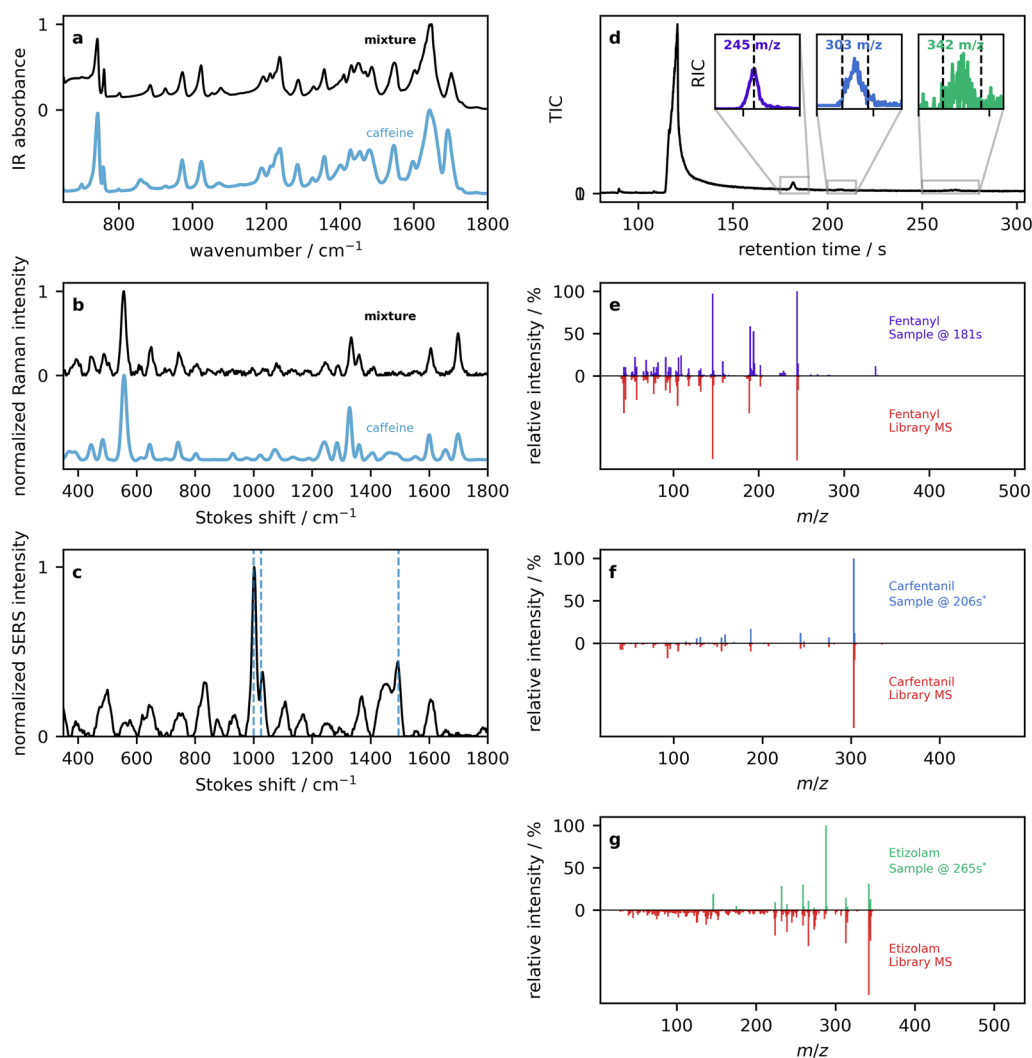 a
mixture
caffeine
1
0
IR absorbance
800 1000 1200 1400 1600 1800
wavenumber / cm⁻¹
b
mixture
caffeine
1
0
normalized Raman intensity
400 600 800 1000 1200 1400 1600 1800
Stokes shift / cm⁻¹
c
1
0
normalized SERS intensity
400 600 800 1000 1200 1400 1600 1800
Stokes shift / cm⁻¹
d
245 m/z
303 m/z
342 m/z
RIC
TIC
0
100 150 200 250 300
retention time / s
e
Fentanyl
Sample @ 181s
Fentanyl
Library MS
100
50
0
relative intensity / %
100 200 300 400 500
m/z
f
Carfentanil
Sample @ 206s*
Carfentanil
Library MS
100
50
0
relative intensity / %
100 200 300 400
m/z
g
Etizolam
Sample @ 265s*
Etizolam
Library MS
100
50
0
relative intensity / %
100 200 300 400 500
m/z